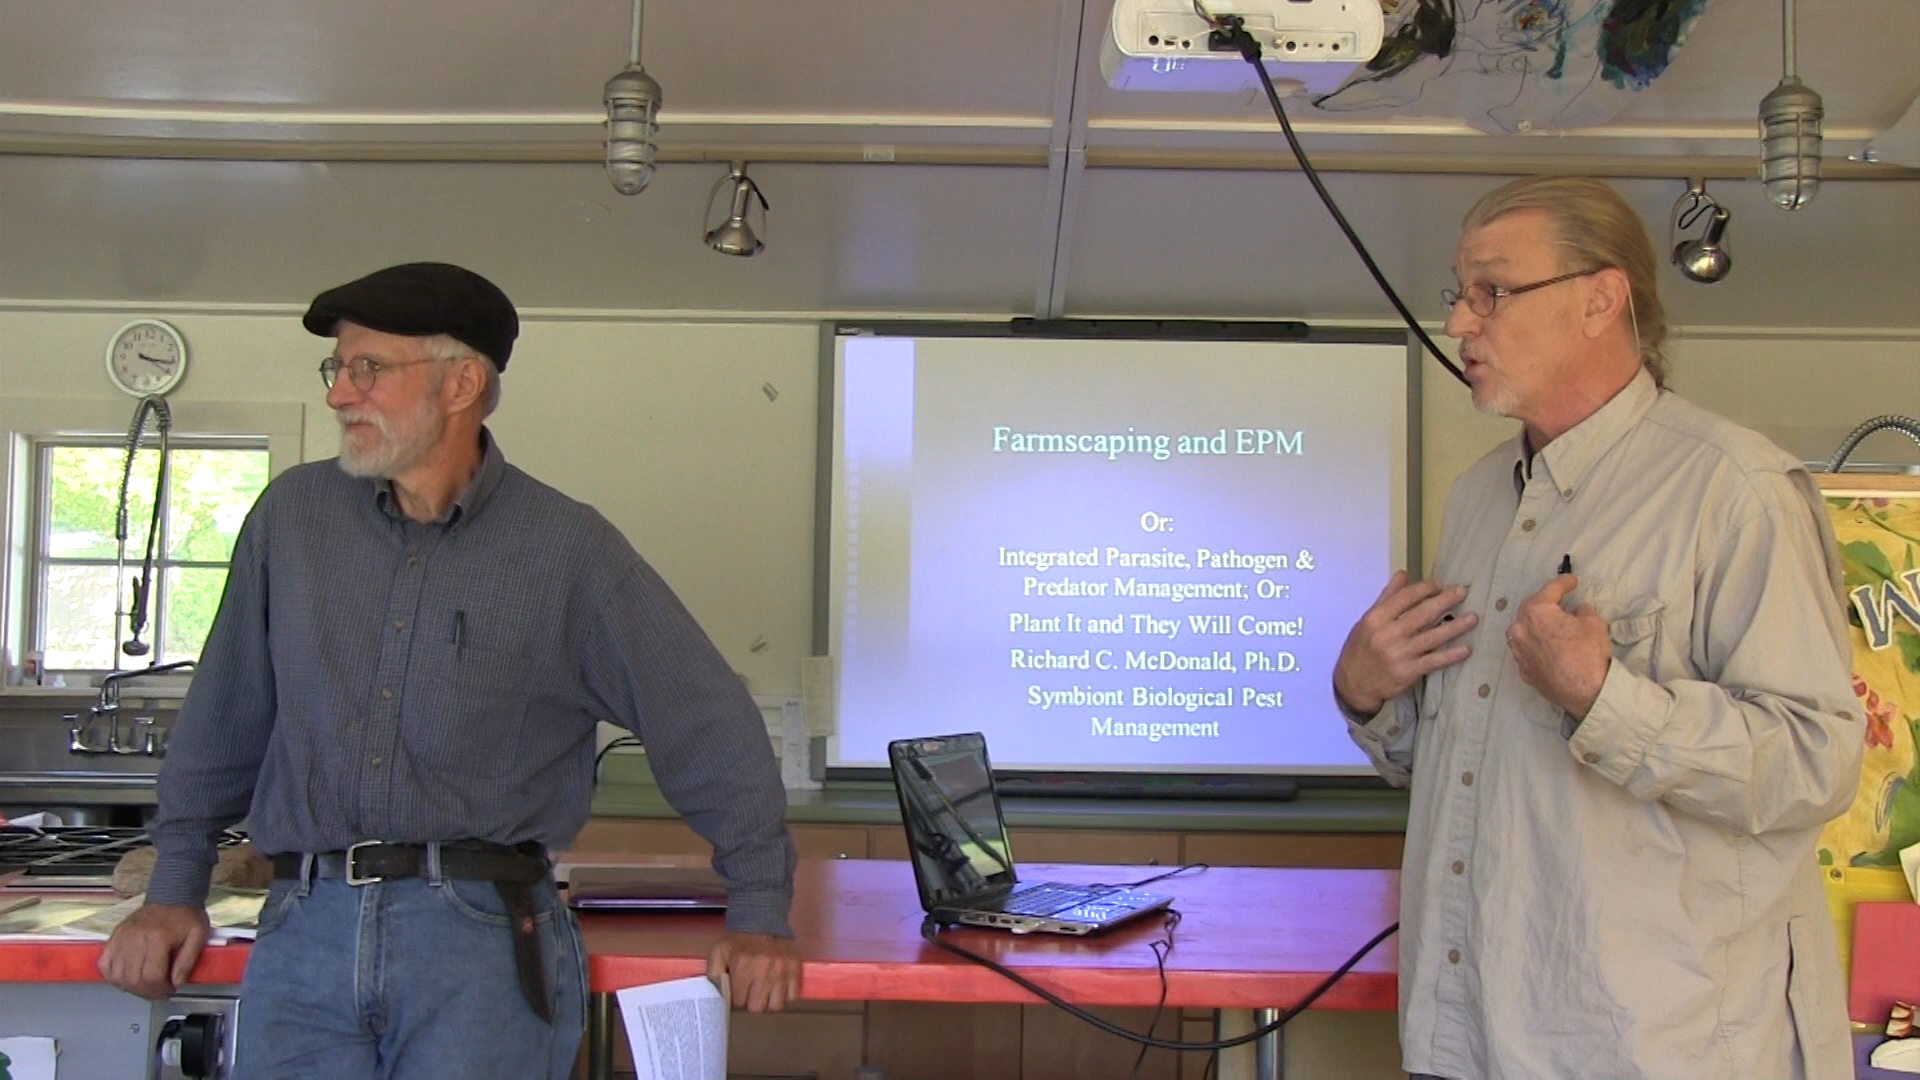 Farmscaping and EPM
Or:
Integrated Parasite, Pathogen &
Predator Management; Or:
Plant It and They Will Come!
Richard C. McDonald, Ph.D.
Symbiont Biological Pest
Management
W